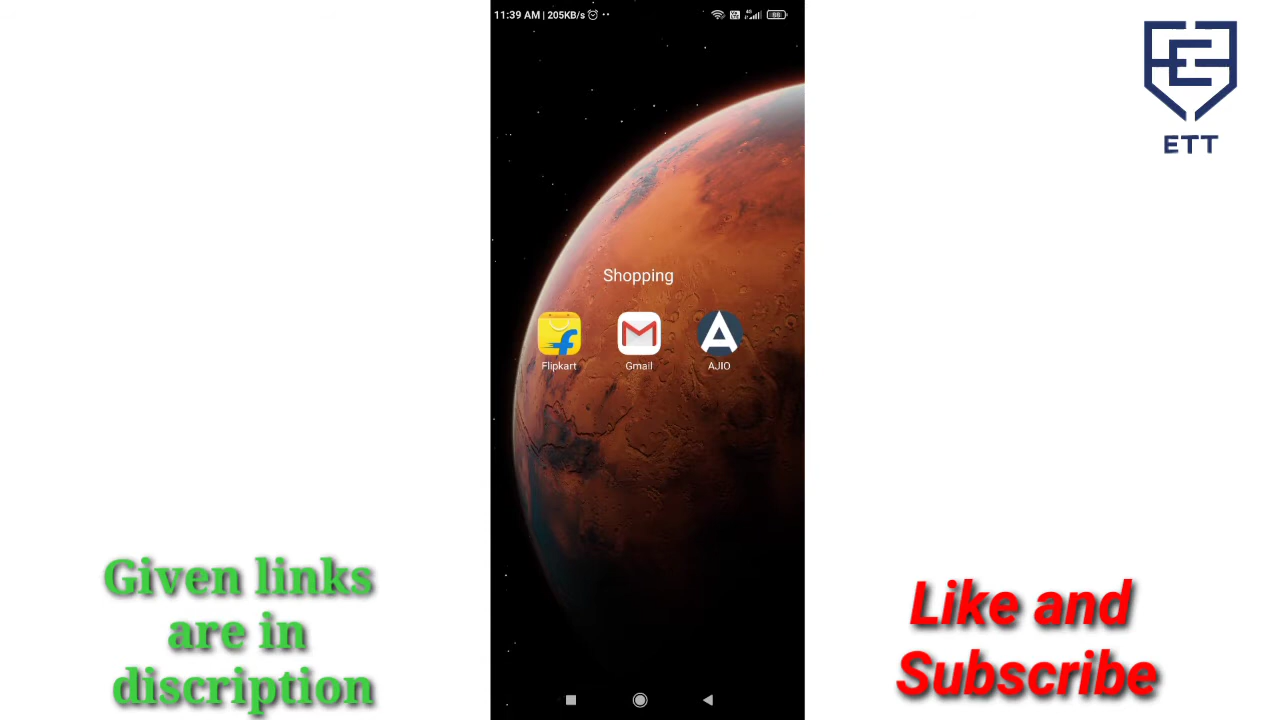 11:39 AM | 205KB/s
Shopping
Flipkart
Gmail
AJIO
ETT
Given links
are in
discription
Like and
Subscribe